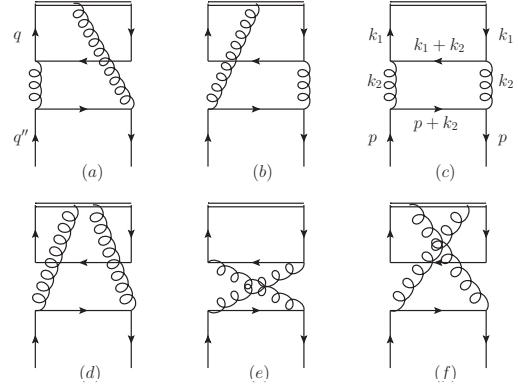 q
k₁ k₁
k₁ + k₂
k₂ k₂
q'' p + k₂
p p
(a) (b) (c)
(d) (e) (f)